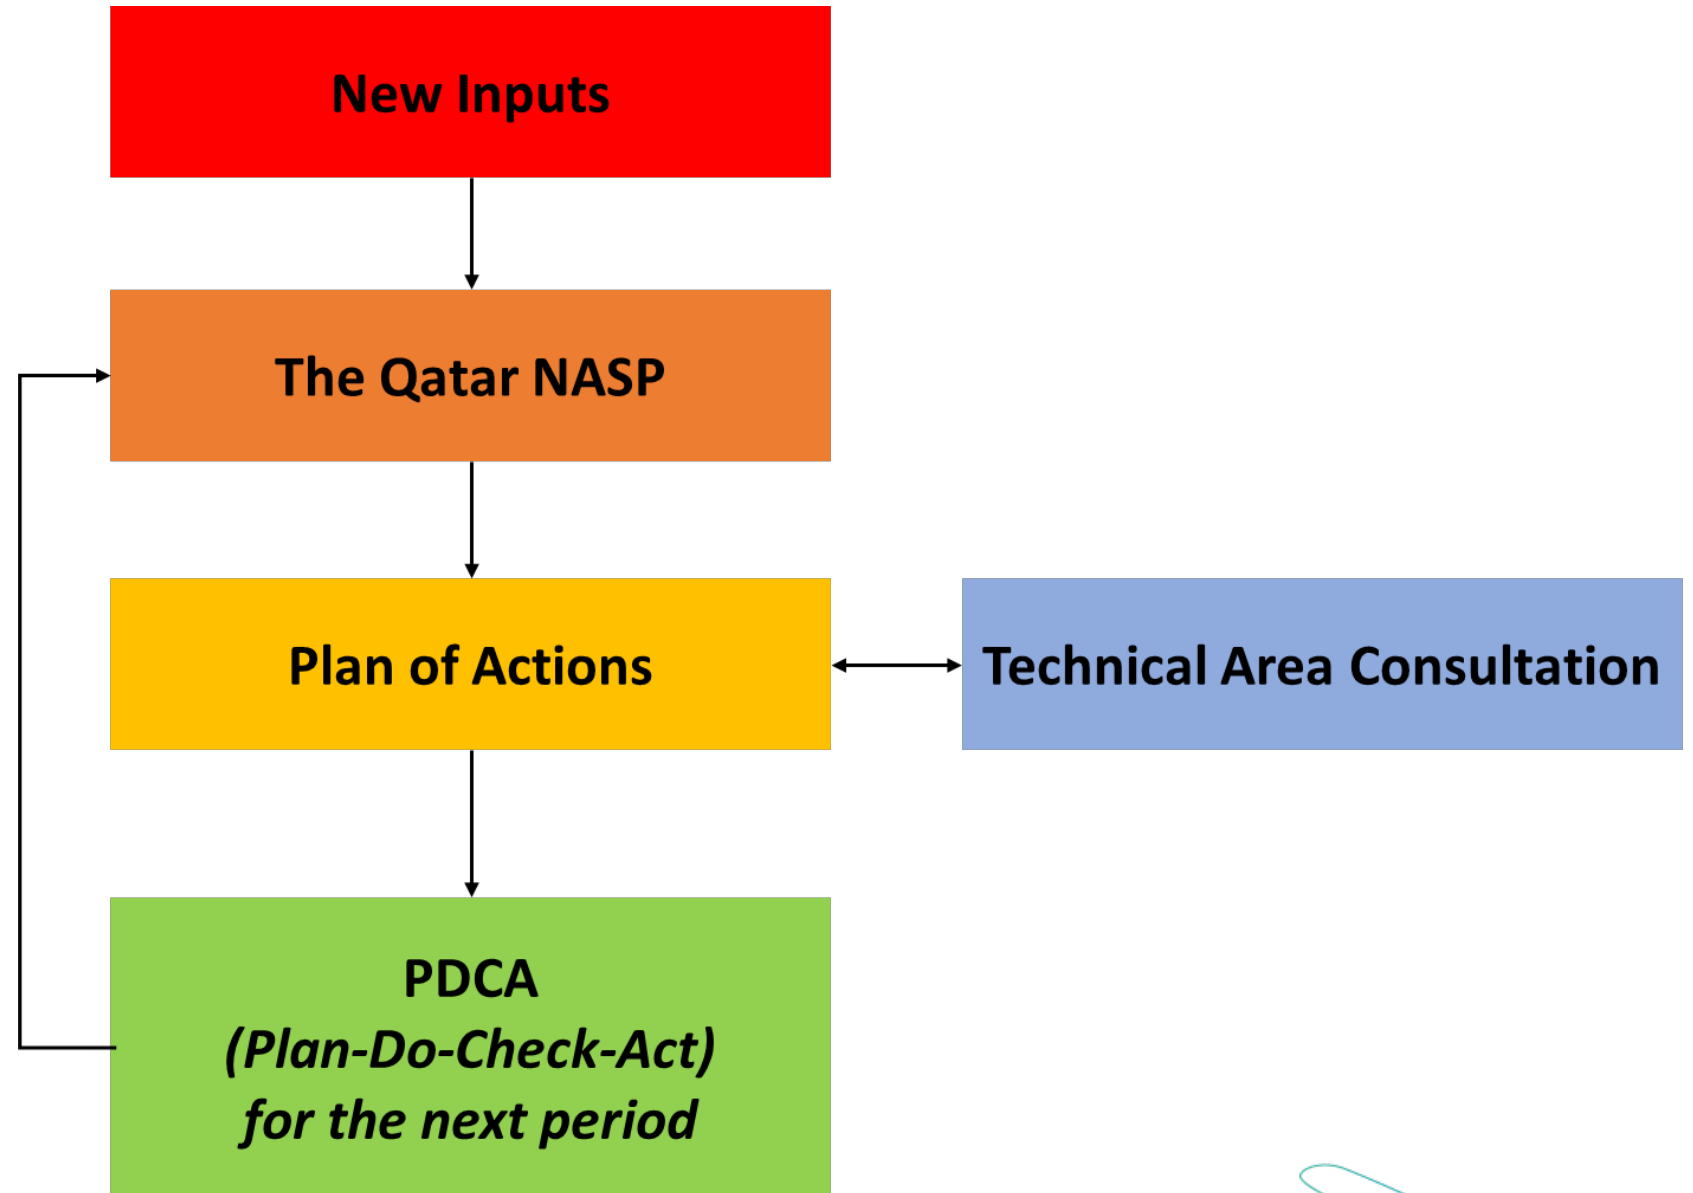 New Inputs
The Qatar NASP
Plan of Actions
Technical Area Consultation
PDCA
(Plan-Do-Check-Act)
for the next period